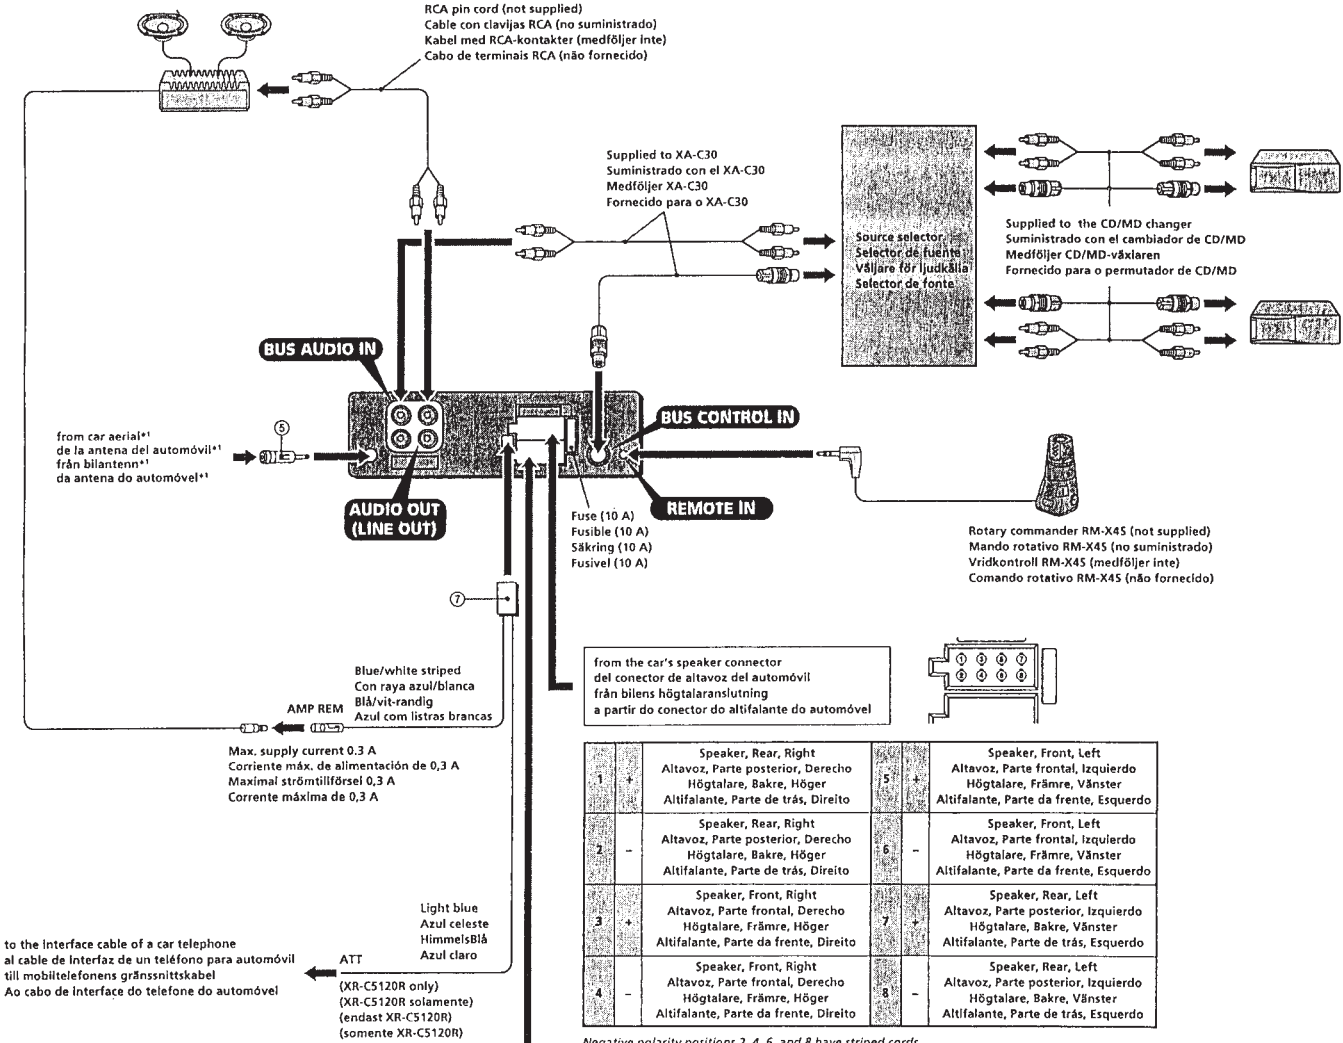 RCA pin cord (not supplied)
Cable con clavijas RCA (no suministrado)
Kabel med RCA-kontakter (medföljer inte)
Cabo de terminais RCA (não fornecido)
Supplied to XA-C30
Suministrado con el XA-C30
Medföljer XA-C30
Fornecido para o XA-C30
Source selector
Selector de fuente
Väljare för ljudkälla
Selector de fonte
Supplied to the CD/MD changer
Suministrado con el cambiador de CD/MD
Medföljer CD/MD-växlaren
Fornecido para o permutador de CD/MD
BUS AUDIO IN
BUS CONTROL IN
from car aerial*1
de la antena del automóvil*1
från bilantenn*1
da antena do automóvel*1
5
AUDIO OUT
(LINE OUT)
REMOTE IN
Fuse (10 A)
Fusible (10 A)
Säkring (10 A)
Fusivel (10 A)
Rotary commander RM-X4S (not supplied)
Mando rotativo RM-X4S (no suministrado)
Vridkontroll RM-X4S (medföljer inte)
Comando rotativo RM-X4S (não fornecido)
7
Blue/white striped
Con raya azul/blanca
Blå/vit-randig
Azul com listras brancas
AMP REM
Max. supply current 0.3 A
Corriente máx. de alimentación de 0,3 A
Maximal strömtillförsel 0,3 A
Corrente máxima de 0,3 A
from the car's speaker connector
del conector de altavoz del automóvil
från bilens högtalaranslutning
a partir do conector do altifalante do automóvel
1 3 5 7
2 4 6 8
1 + Speaker, Rear, Right
Altavoz, Parte posterior, Derecho
Högtalare, Bakre, Höger
Altifalante, Parte de trás, Direito
5 + Speaker, Front, Left
Altavoz, Parte frontal, Izquierdo
Högtalare, Främre, Vänster
Altifalante, Parte da frente, Esquerdo
2 – Speaker, Rear, Right
Altavoz, Parte posterior, Derecho
Högtalare, Bakre, Höger
Altifalante, Parte de trás, Direito
6 – Speaker, Front, Left
Altavoz, Parte frontal, Izquierdo
Högtalare, Främre, Vänster
Altifalante, Parte da frente, Esquerdo
3 + Speaker, Front, Right
Altavoz, Parte frontal, Derecho
Högtalare, Främre, Höger
Altifalante, Parte da frente, Direito
7 + Speaker, Rear, Left
Altavoz, Parte posterior, Izquierdo
Högtalare, Bakre, Vänster
Altifalante, Parte de trás, Esquerdo
4 – Speaker, Front, Right
Altavoz, Parte frontal, Derecho
Högtalare, Främre, Höger
Altifalante, Parte da frente, Direito
8 – Speaker, Rear, Left
Altavoz, Parte posterior, Izquierdo
Högtalare, Bakre, Vänster
Altifalante, Parte de trás, Esquerdo
Light blue
Azul celeste
HimmelsBlå
Azul claro
to the interface cable of a car telephone
al cable de interfaz de un teléfono para automóvil
till mobiltelefonens gränssnittskabel
Ao cabo de interface do telefone do automóvel
ATT
(XR-C5120R only)
(XR-C5120R solamente)
(endast XR-C5120R)
(somente XR-C5120R)
Negative polarity positions 2, 4, 6, and 8 have striped cords